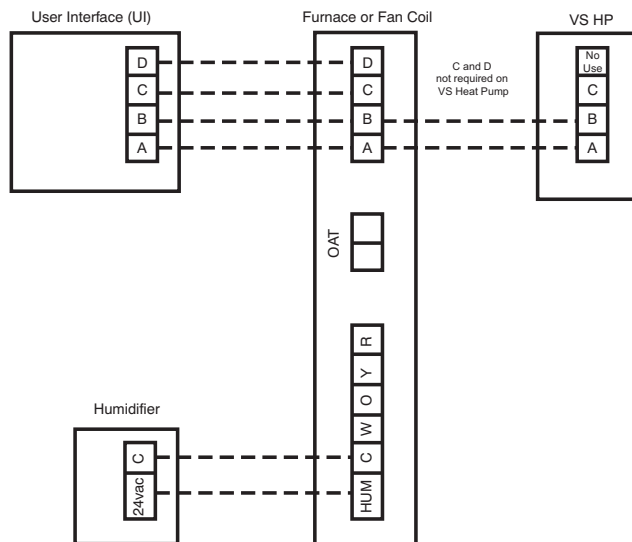 User Interface (UI)
Furnace or Fan Coil
VS HP
D
C
B
A
D
C
B
A
C and D
not required on
VS Heat Pump
No
Use
C
B
A
OAT
R
Y
O
W
C
HUM
Humidifier
C
24vac